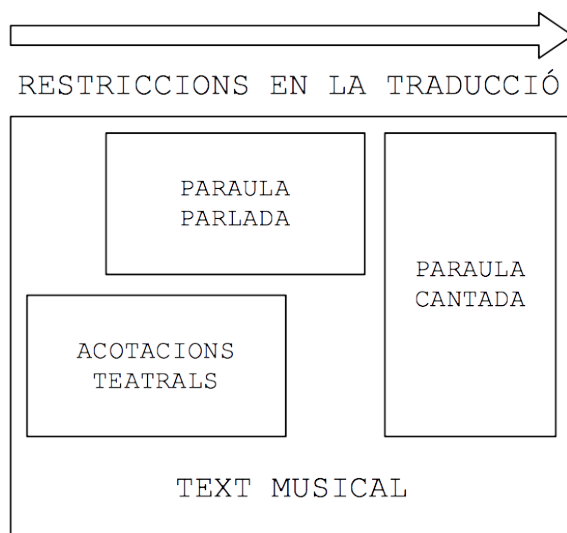 RESTRICCIONS EN LA TRADUCCIÓ
PARAULA
PARLADA
PARAULA
CANTADA
ACOTACIONS
TEATRALS
TEXT MUSICAL